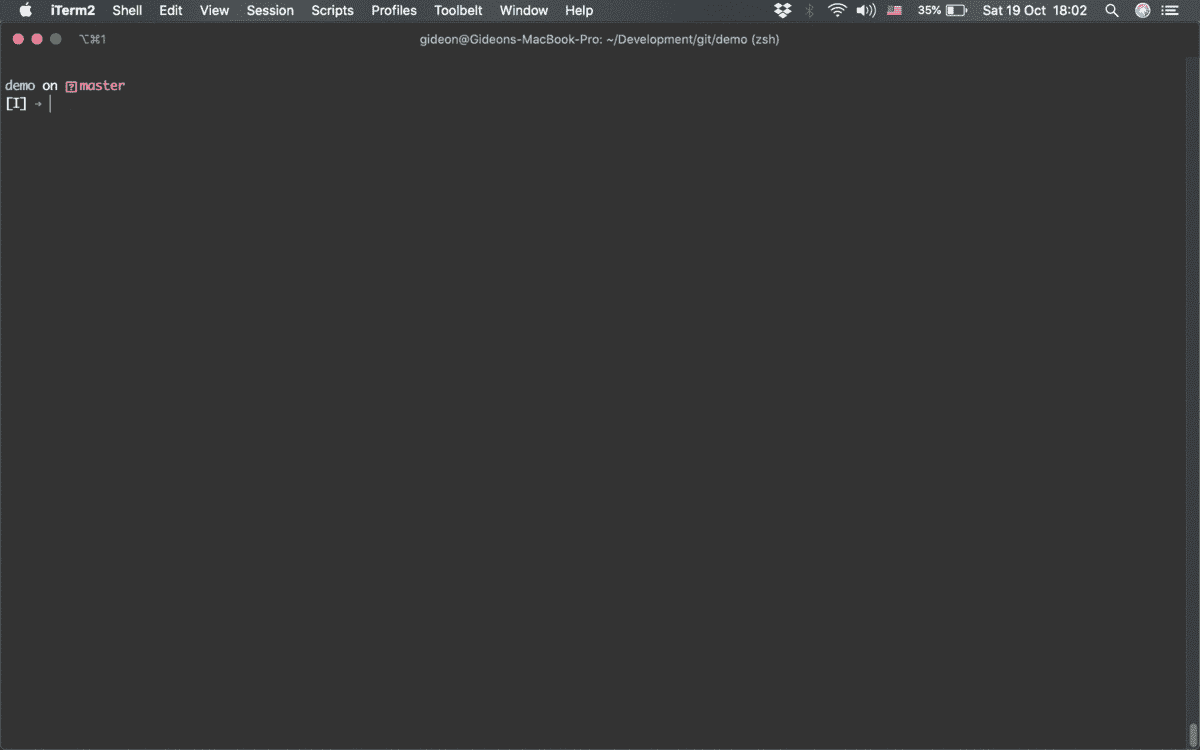 iTerm2 Shell Edit View Session Scripts Profiles Toolbelt Window Help 35% Sat 19 Oct 18:02
⌥⌘1 gideon@Gideons-MacBook-Pro: ~/Development/git/demo (zsh)
demo on ?master
[I] →